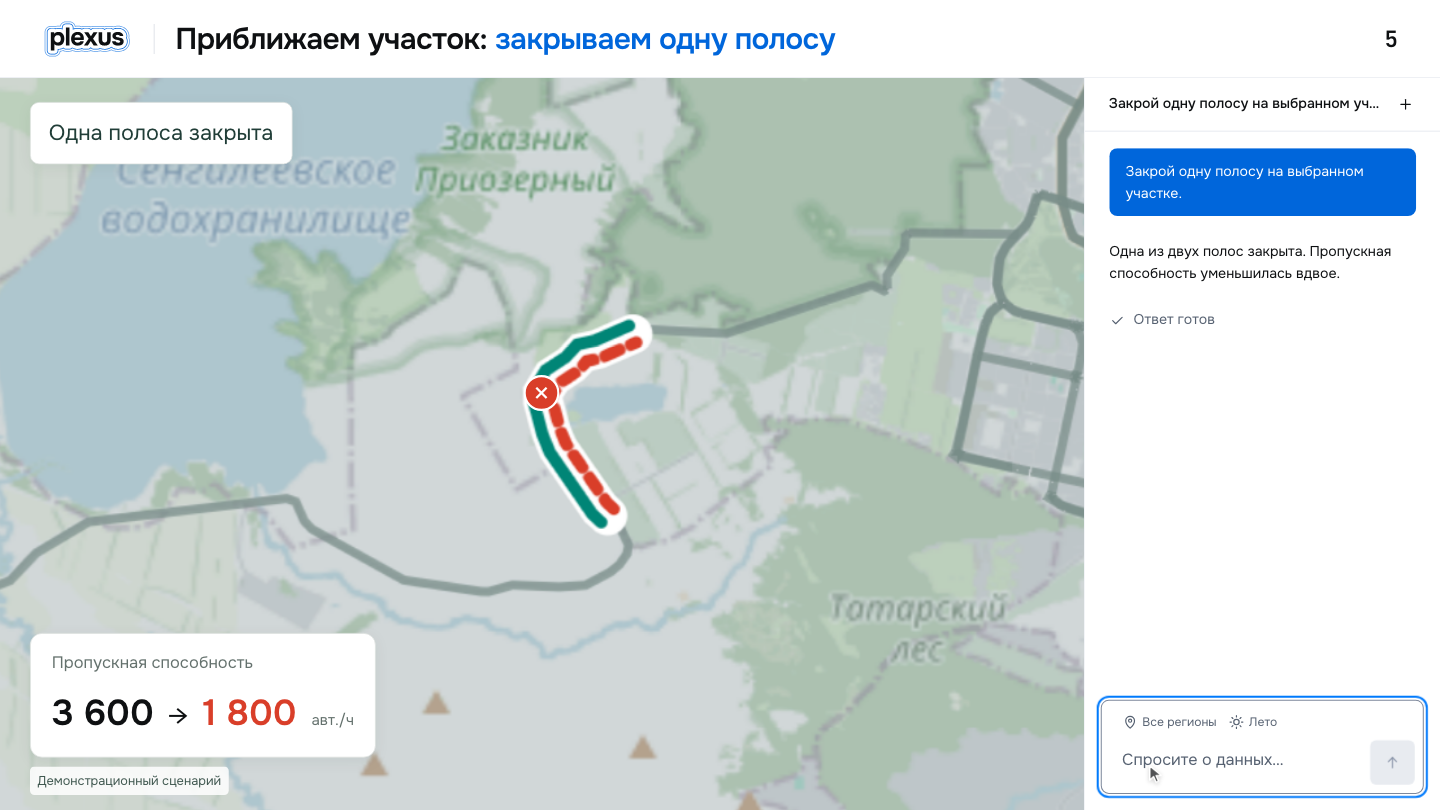 plexus
Приближаем участок: закрываем одну полосу
5
Одна полоса закрыта
Сенгилеевское
водохранилище
Заказник
Приозерный
Татарский
лес
Пропускная способность
3 600 → 1 800 авт./ч
Демонстрационный сценарий
Закрой одну полосу на выбранном уч...
Закрой одну полосу на выбранном
участке.
Одна из двух полос закрыта. Пропускная
способность уменьшилась вдвое.
Ответ готов
Все регионы Лето
Спросите о данных...